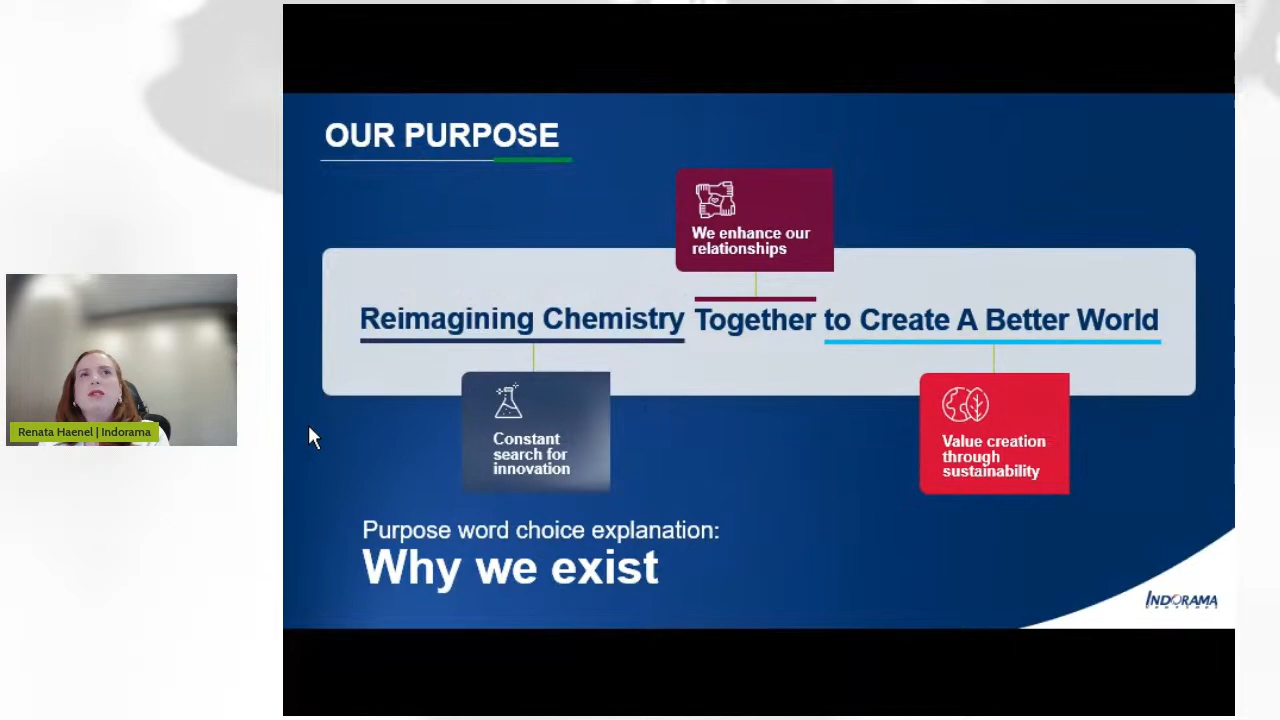 OUR PURPOSE
We enhance our
relationships
Reimagining Chemistry Together to Create A Better World
Constant
search for
innovation
Value creation
through
sustainability
Purpose word choice explanation:
Why we exist
INDORAMA
Renata Haenel | Indorama